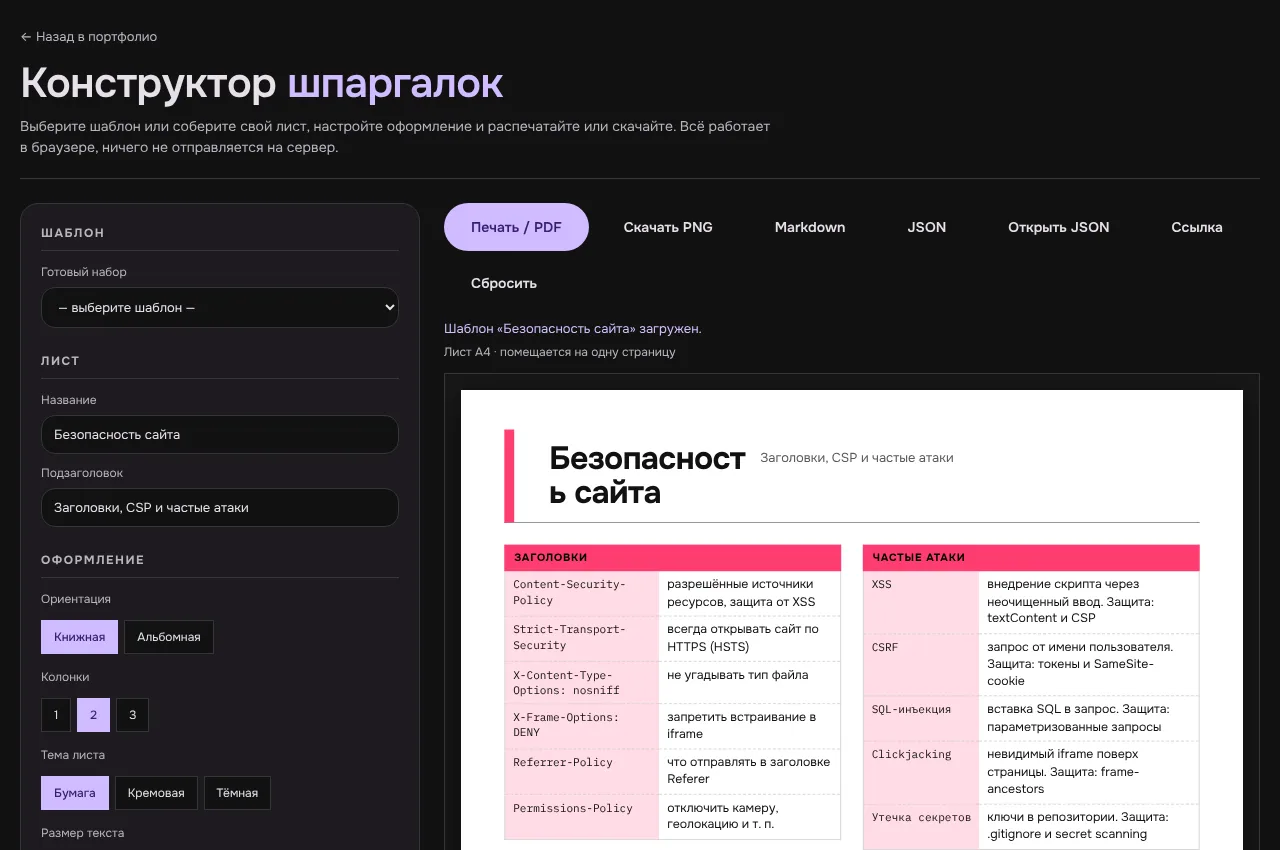 ← Назад в портфолио
Конструктор шпаргалок
Выберите шаблон или соберите свой лист, настройте оформление и распечатайте или скачайте. Всё работает
в браузере, ничего не отправляется на сервер.
ШАБЛОН
Готовый набор
— выберите шаблон —
ЛИСТ
Название
Безопасность сайта
Подзаголовок
Заголовки, CSP и частые атаки
ОФОРМЛЕНИЕ
Ориентация
Книжная Альбомная
Колонки
1 2 3
Тема листа
Бумага Кремовая Тёмная
Размер текста
Печать / PDF Скачать PNG Markdown JSON Открыть JSON Ссылка
Сбросить
Шаблон «Безопасность сайта» загружен.
Лист A4 · помещается на одну страницу
Безопасност
ь сайта
Заголовки, CSP и частые атаки
ЗАГОЛОВКИ
Content-Security-
Policy
разрешённые источники
ресурсов, защита от XSS
Strict-Transport-
Security
всегда открывать сайт по
HTTPS (HSTS)
X-Content-Type-
Options: nosniff
не угадывать тип файла
X-Frame-Options:
DENY
запретить встраивание в
iframe
Referrer-Policy
что отправлять в заголовке
Referer
Permissions-Policy
отключить камеру,
геолокацию и т. п.
ЧАСТЫЕ АТАКИ
XSS
внедрение скрипта через
неочищенный ввод. Защита:
textContent и CSP
CSRF
запрос от имени пользователя.
Защита: токены и SameSite-
cookie
SQL-инъекция
вставка SQL в запрос. Защита:
параметризованные запросы
Clickjacking
невидимый iframe поверх
страницы. Защита: frame-
ancestors
Утечка секретов
ключи в репозитории. Защита:
.gitignore и secret scanning